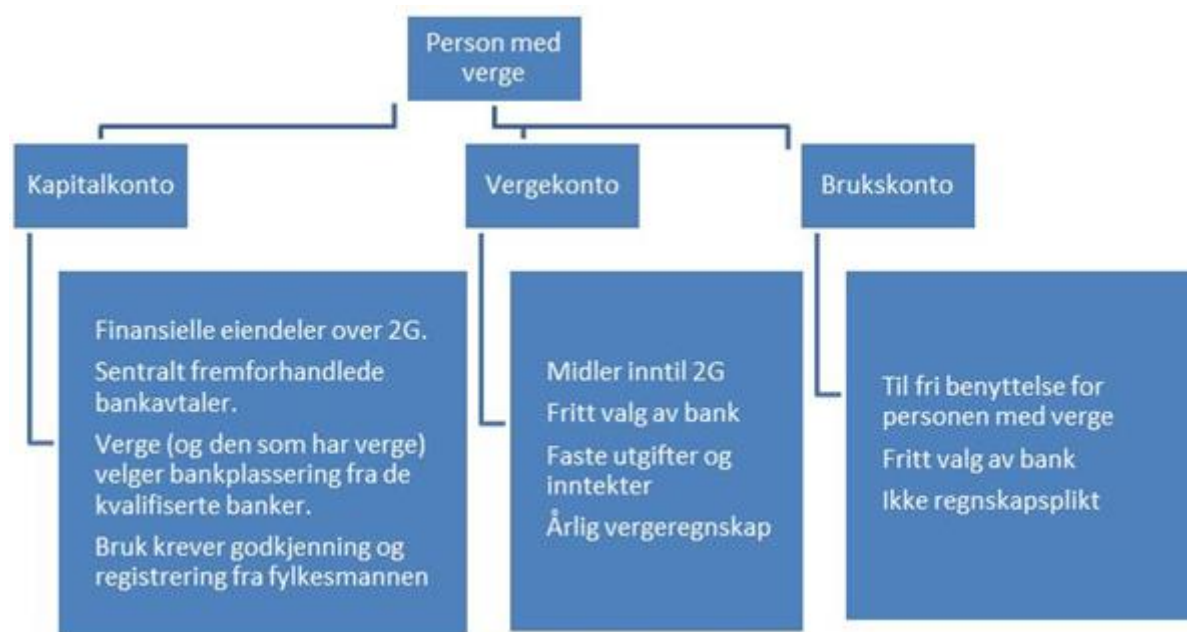 Person med
verge
Kapitalkonto
Vergekonto
Brukskonto
Finansielle eiendeler over 2G.
Sentralt fremforhandlede
bankavtaler.
Verge (og den som har verge)
velger bankplassering fra de
kvalifiserte banker.
Bruk krever godkjenning og
registrering fra fylkesmannen
Midler inntil 2G
Fritt valg av bank
Faste utgifter og
inntekter
Årlig vergeregnskap
Til fri benyttelse for
personen med verge
Fritt valg av bank
Ikke regnskapsplikt